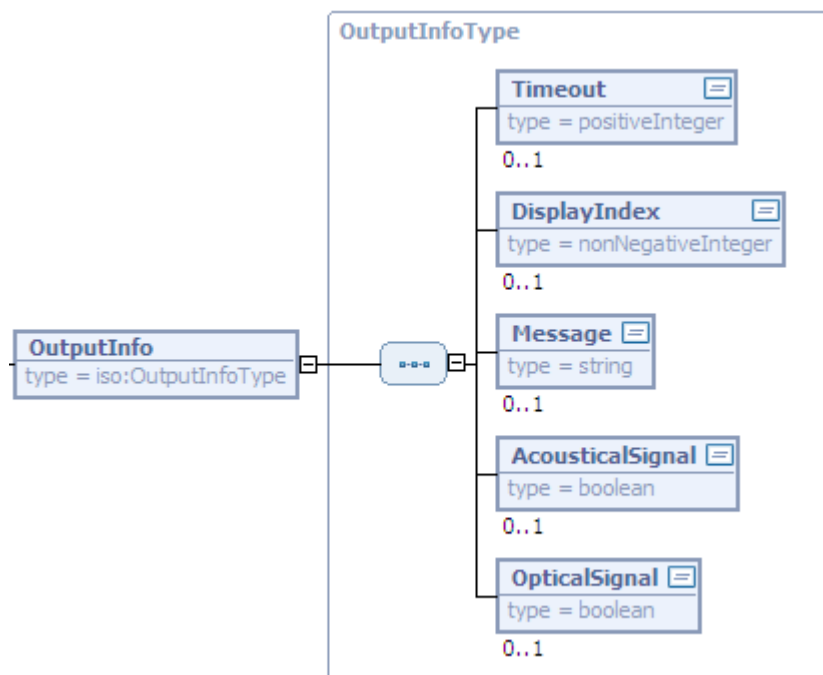 OutputInfoType
Timeout
type = positiveInteger
0..1
DisplayIndex
type = nonNegativeInteger
0..1
OutputInfo
type = iso:OutputInfoType
Message
type = string
0..1
AcousticalSignal
type = boolean
0..1
OpticalSignal
type = boolean
0..1